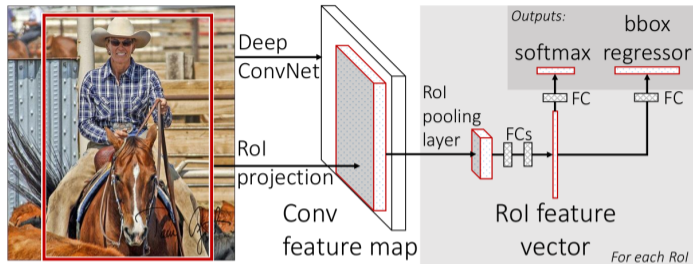 Deep
ConvNet
RoI
projection
Conv
feature map
RoI
pooling
layer
FCs
RoI feature
vector
For each RoI
Outputs:
softmax
bbox
regressor
FC
FC